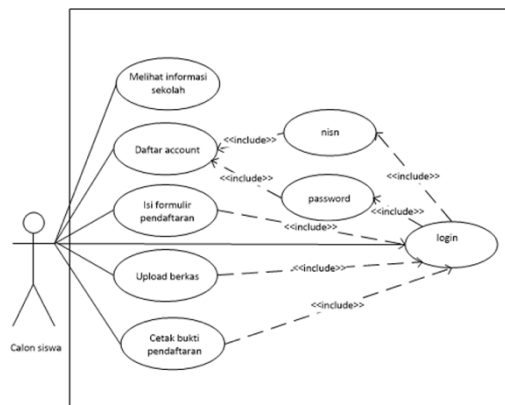 Melihat informasi
sekolah
<<include>>
nisn
Daftar account
<<include>>
password
Isi formulir
pendaftaran
<<include>>
<<include>>
login
Upload berkas
<<include>>
<<include>>
Cetak bukti
pendaftaran
Calon siswa